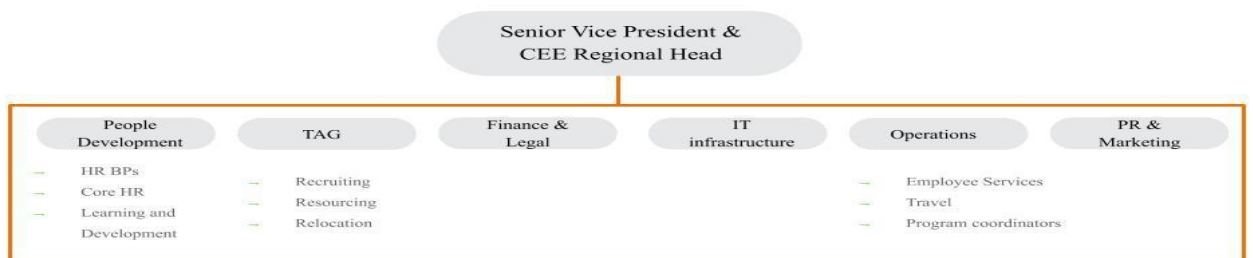 Senior Vice President &
CEE Regional Head
People
Development
HR BPs
Core HR
Learning and
Development
TAG
Recruiting
Resourcing
Relocation
Finance &
Legal
IT
infrastructure
Operations
Employee Services
Travel
Program coordinators
PR &
Marketing